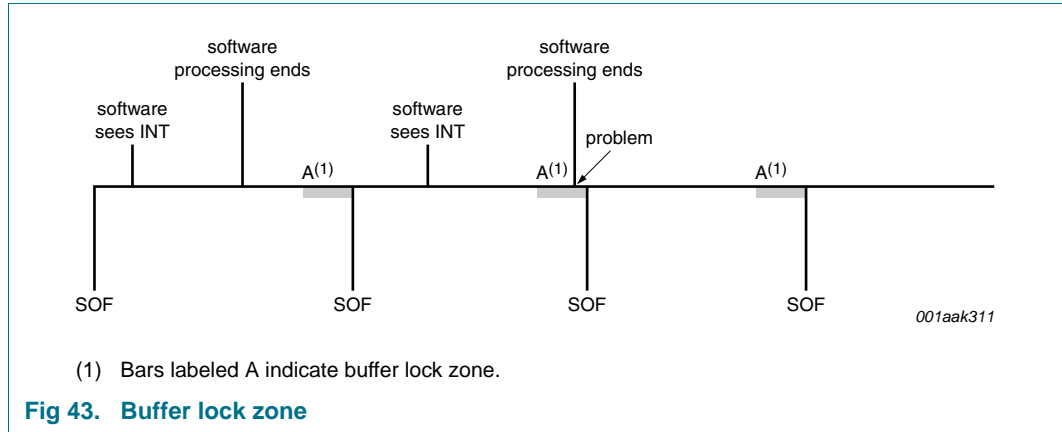 software
processing ends
software
processing ends
software
sees INT
software
sees INT
problem
A(1)
A(1)
A(1)
SOF
SOF
SOF
SOF
001aak311
(1) Bars labeled A indicate buffer lock zone.
Fig 43. Buffer lock zone